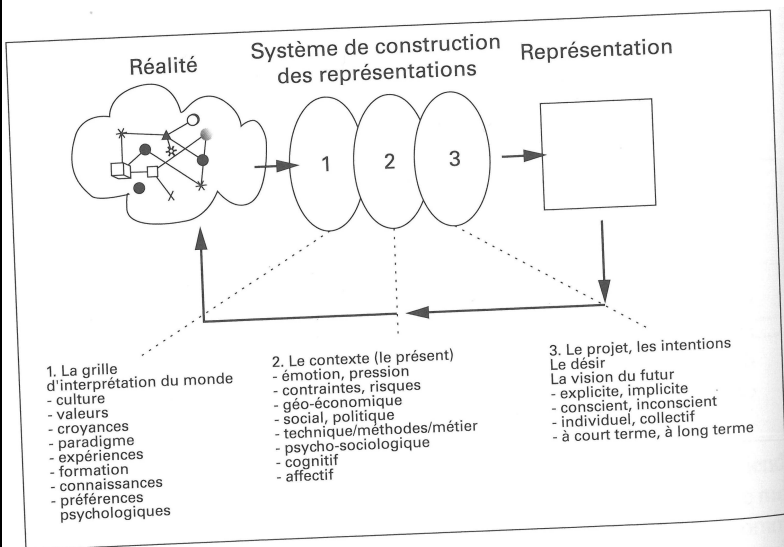 Réalité
Système de construction
des représentations
Représentation
1
2
3
1. La grille
d'interprétation du monde
- culture
- valeurs
- croyances
- paradigme
- expériences
- formation
- connaissances
- préférences
psychologiques
2. Le contexte (le présent)
- émotion, pression
- contraintes, risques
- géo-économique
- social, politique
- technique/méthodes/métier
- psycho-sociologique
- cognitif
- affectif
3. Le projet, les intentions
Le désir
La vision du futur
- explicite, implicite
- conscient, inconscient
- individuel, collectif
- à court terme, à long terme